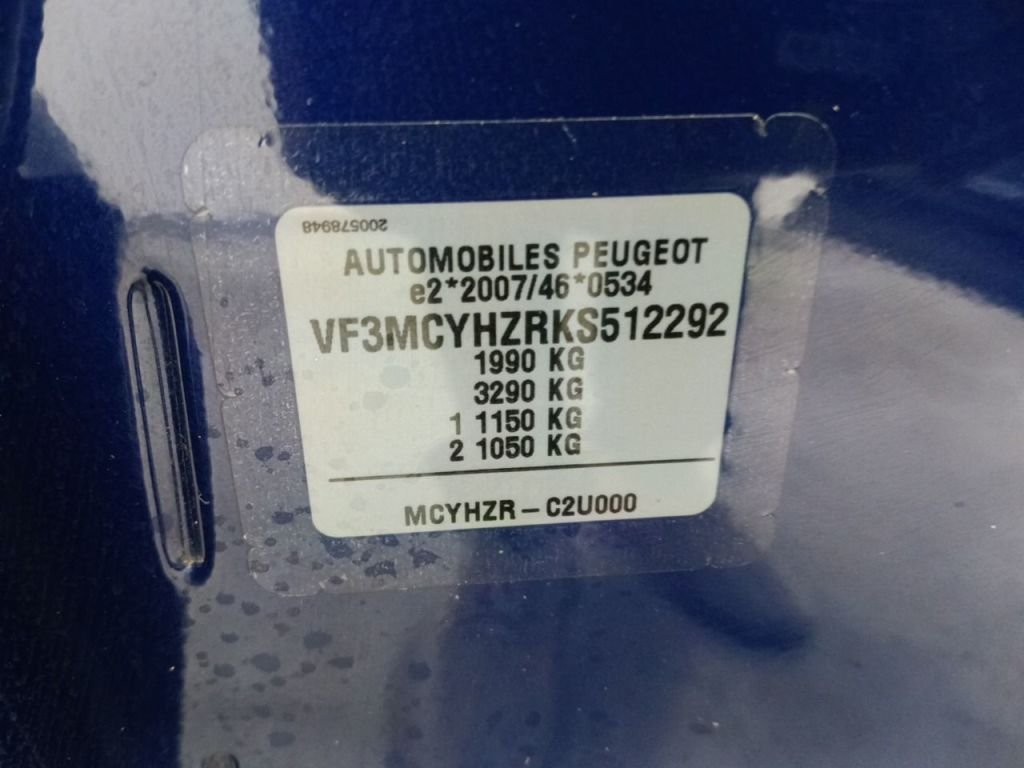 200578948
AUTOMOBILES PEUGEOT
e2*2007/46*0534
VF3MCYHZRKS512292
1990 KG
3290 KG
1 1150 KG
2 1050 KG
MCYHZR – C2U000